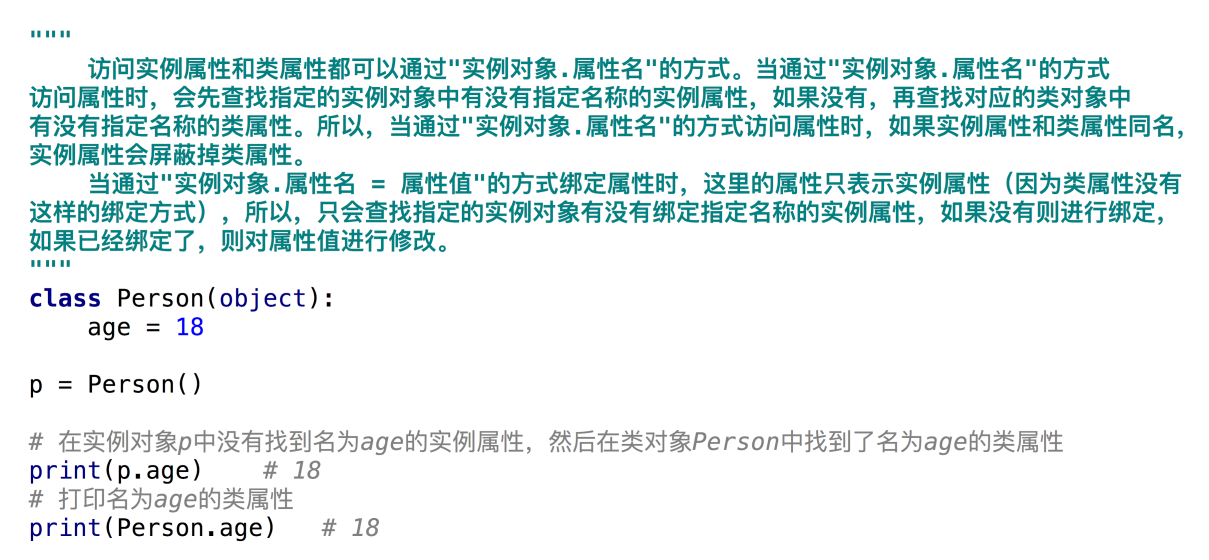 """
    访问实例属性和类属性都可以通过"实例对象.属性名"的方式。当通过"实例对象.属性名"的方式
访问属性时，会先查找指定的实例对象中有没有指定名称的实例属性，如果没有，再查找对应的类对象中
有没有指定名称的类属性。所以，当通过"实例对象.属性名"的方式访问属性时，如果实例属性和类属性同名，
实例属性会屏蔽掉类属性。
    当通过"实例对象.属性名 = 属性值"的方式绑定属性时，这里的属性只表示实例属性（因为类属性没有
这样的绑定方式），所以，只会查找指定的实例对象有没有绑定指定名称的实例属性，如果没有则进行绑定，
如果已经绑定了，则对属性值进行修改。
"""
class Person(object):
    age = 18

p = Person()

# 在实例对象p中没有找到名为age的实例属性，然后在类对象Person中找到了名为age的类属性
print(p.age)    # 18
# 打印名为age的类属性
print(Person.age)   # 18